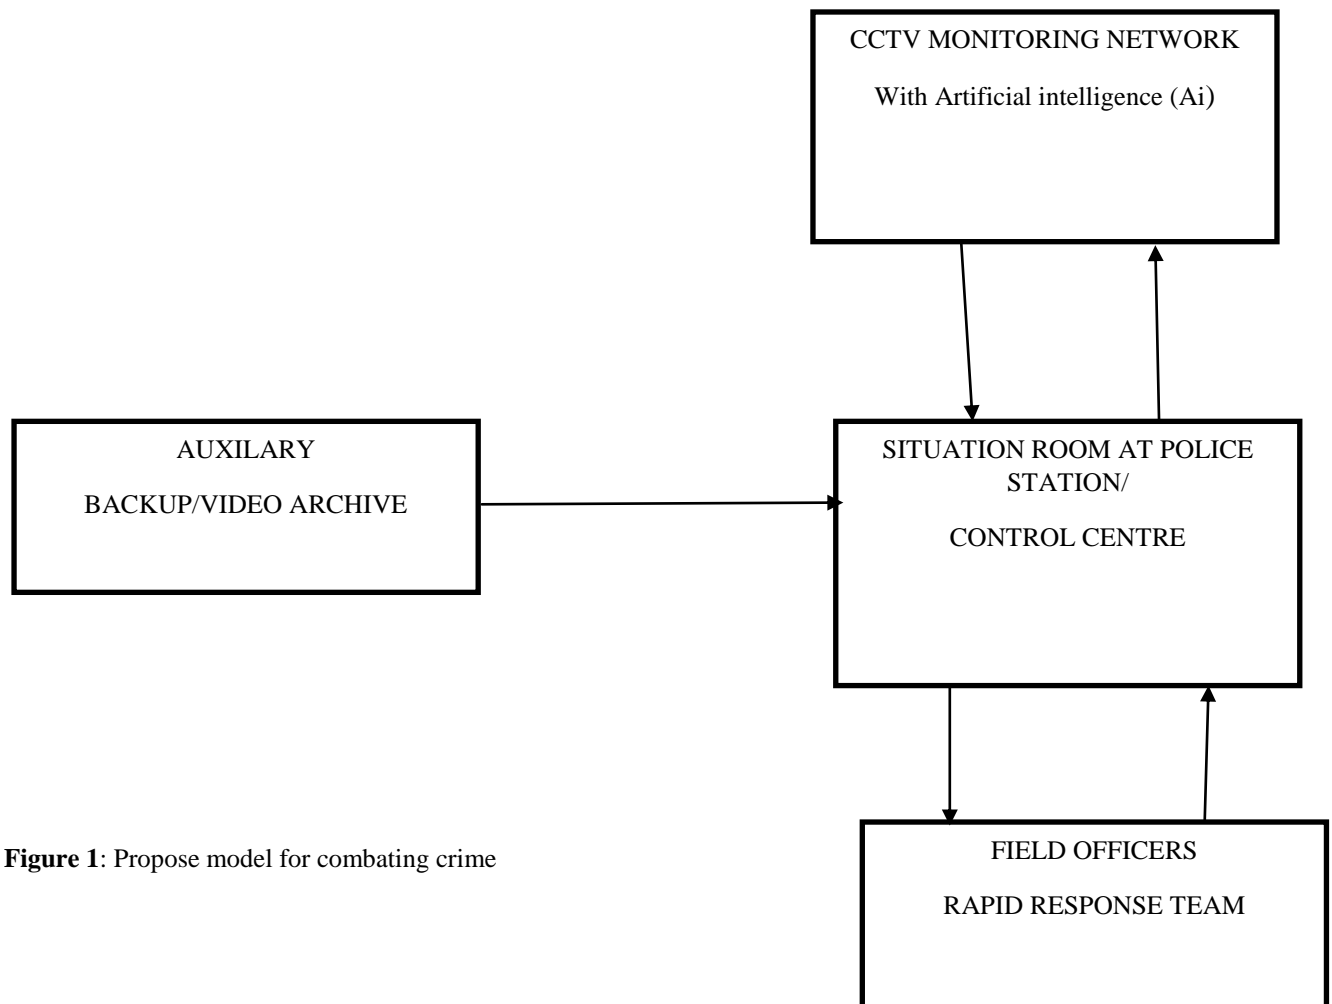 CCTV MONITORING NETWORK
With Artificial intelligence (Ai)
AUXILARY
BACKUP/VIDEO ARCHIVE
SITUATION ROOM AT POLICE
STATION/
CONTROL CENTRE
FIELD OFFICERS
RAPID RESPONSE TEAM
Figure 1: Propose model for combating crime